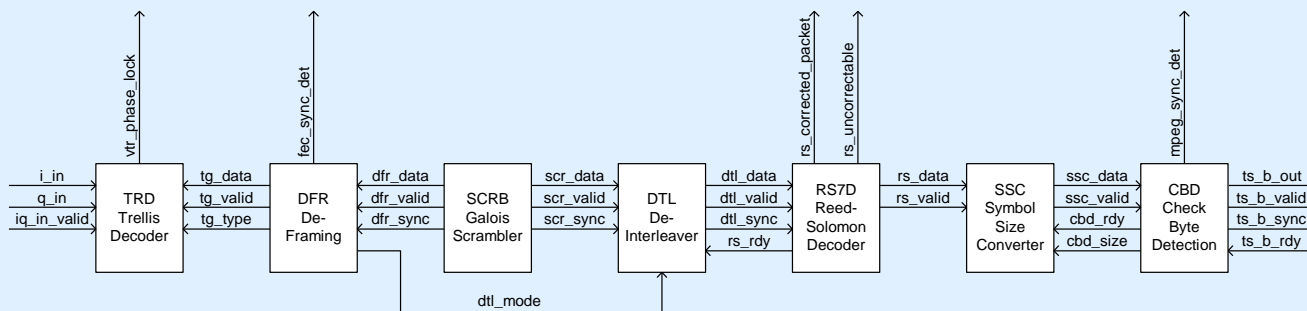 vtr_phase_lock
fec_sync_det
rs_corrected_packet
rs_uncorrectable
mpeg_sync_det
i_in
q_in
iq_in_valid
TRD
Trellis
Decoder
tg_data
tg_valid
tg_type
DFR
De-
Framing
dfr_data
dfr_valid
dfr_sync
SCRB
Galois
Scrambler
scr_data
scr_valid
scr_sync
DTL
De-
Interleaver
dtl_data
dtl_valid
dtl_sync
rs_rdy
RS7D
Reed-
Solomon
Decoder
rs_data
rs_valid
SSC
Symbol
Size
Converter
ssc_data
ssc_valid
cbd_rdy
cbd_size
CBD
Check
Byte
Detection
ts_b_out
ts_b_valid
ts_b_sync
ts_b_rdy
dtl_mode